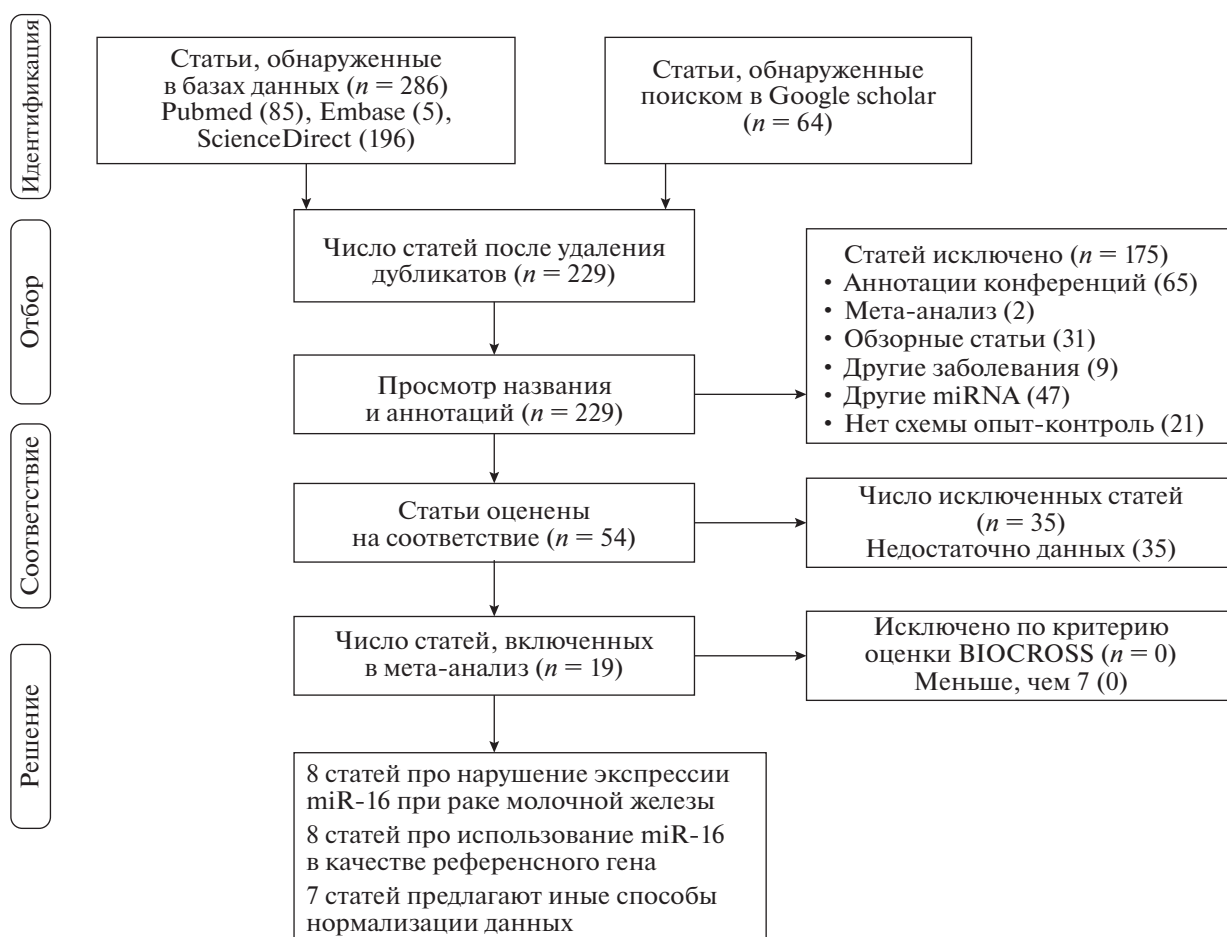 Идентификация
Статьи, обнаруженные
в базах данных (n = 286)
Pubmed (85), Embase (5),
ScienceDirect (196)
Статьи, обнаруженные
поиском в Google scholar
(n = 64)
Отбор
Число статей после удаления
дубликатов (n = 229)
Просмотр названия
и аннотаций (n = 229)
Статей исключено (n = 175)
• Аннотации конференций (65)
• Мета-анализ (2)
• Обзорные статьи (31)
• Другие заболевания (9)
• Другие miRNA (47)
• Нет схемы опыт-контроль (21)
Соответствие
Статьи оценены
на соответствие (n = 54)
Число исключенных статей
(n = 35)
Недостаточно данных (35)
Решение
Число статей, включенных
в мета-анализ (n = 19)
Исключено по критерию
оценки BIOCROSS (n = 0)
Меньше, чем 7 (0)
8 статей про нарушение экспрессии
miR-16 при раке молочной железы
8 статей про использование miR-16
в качестве референсного гена
7 статей предлагают иные способы
нормализации данных